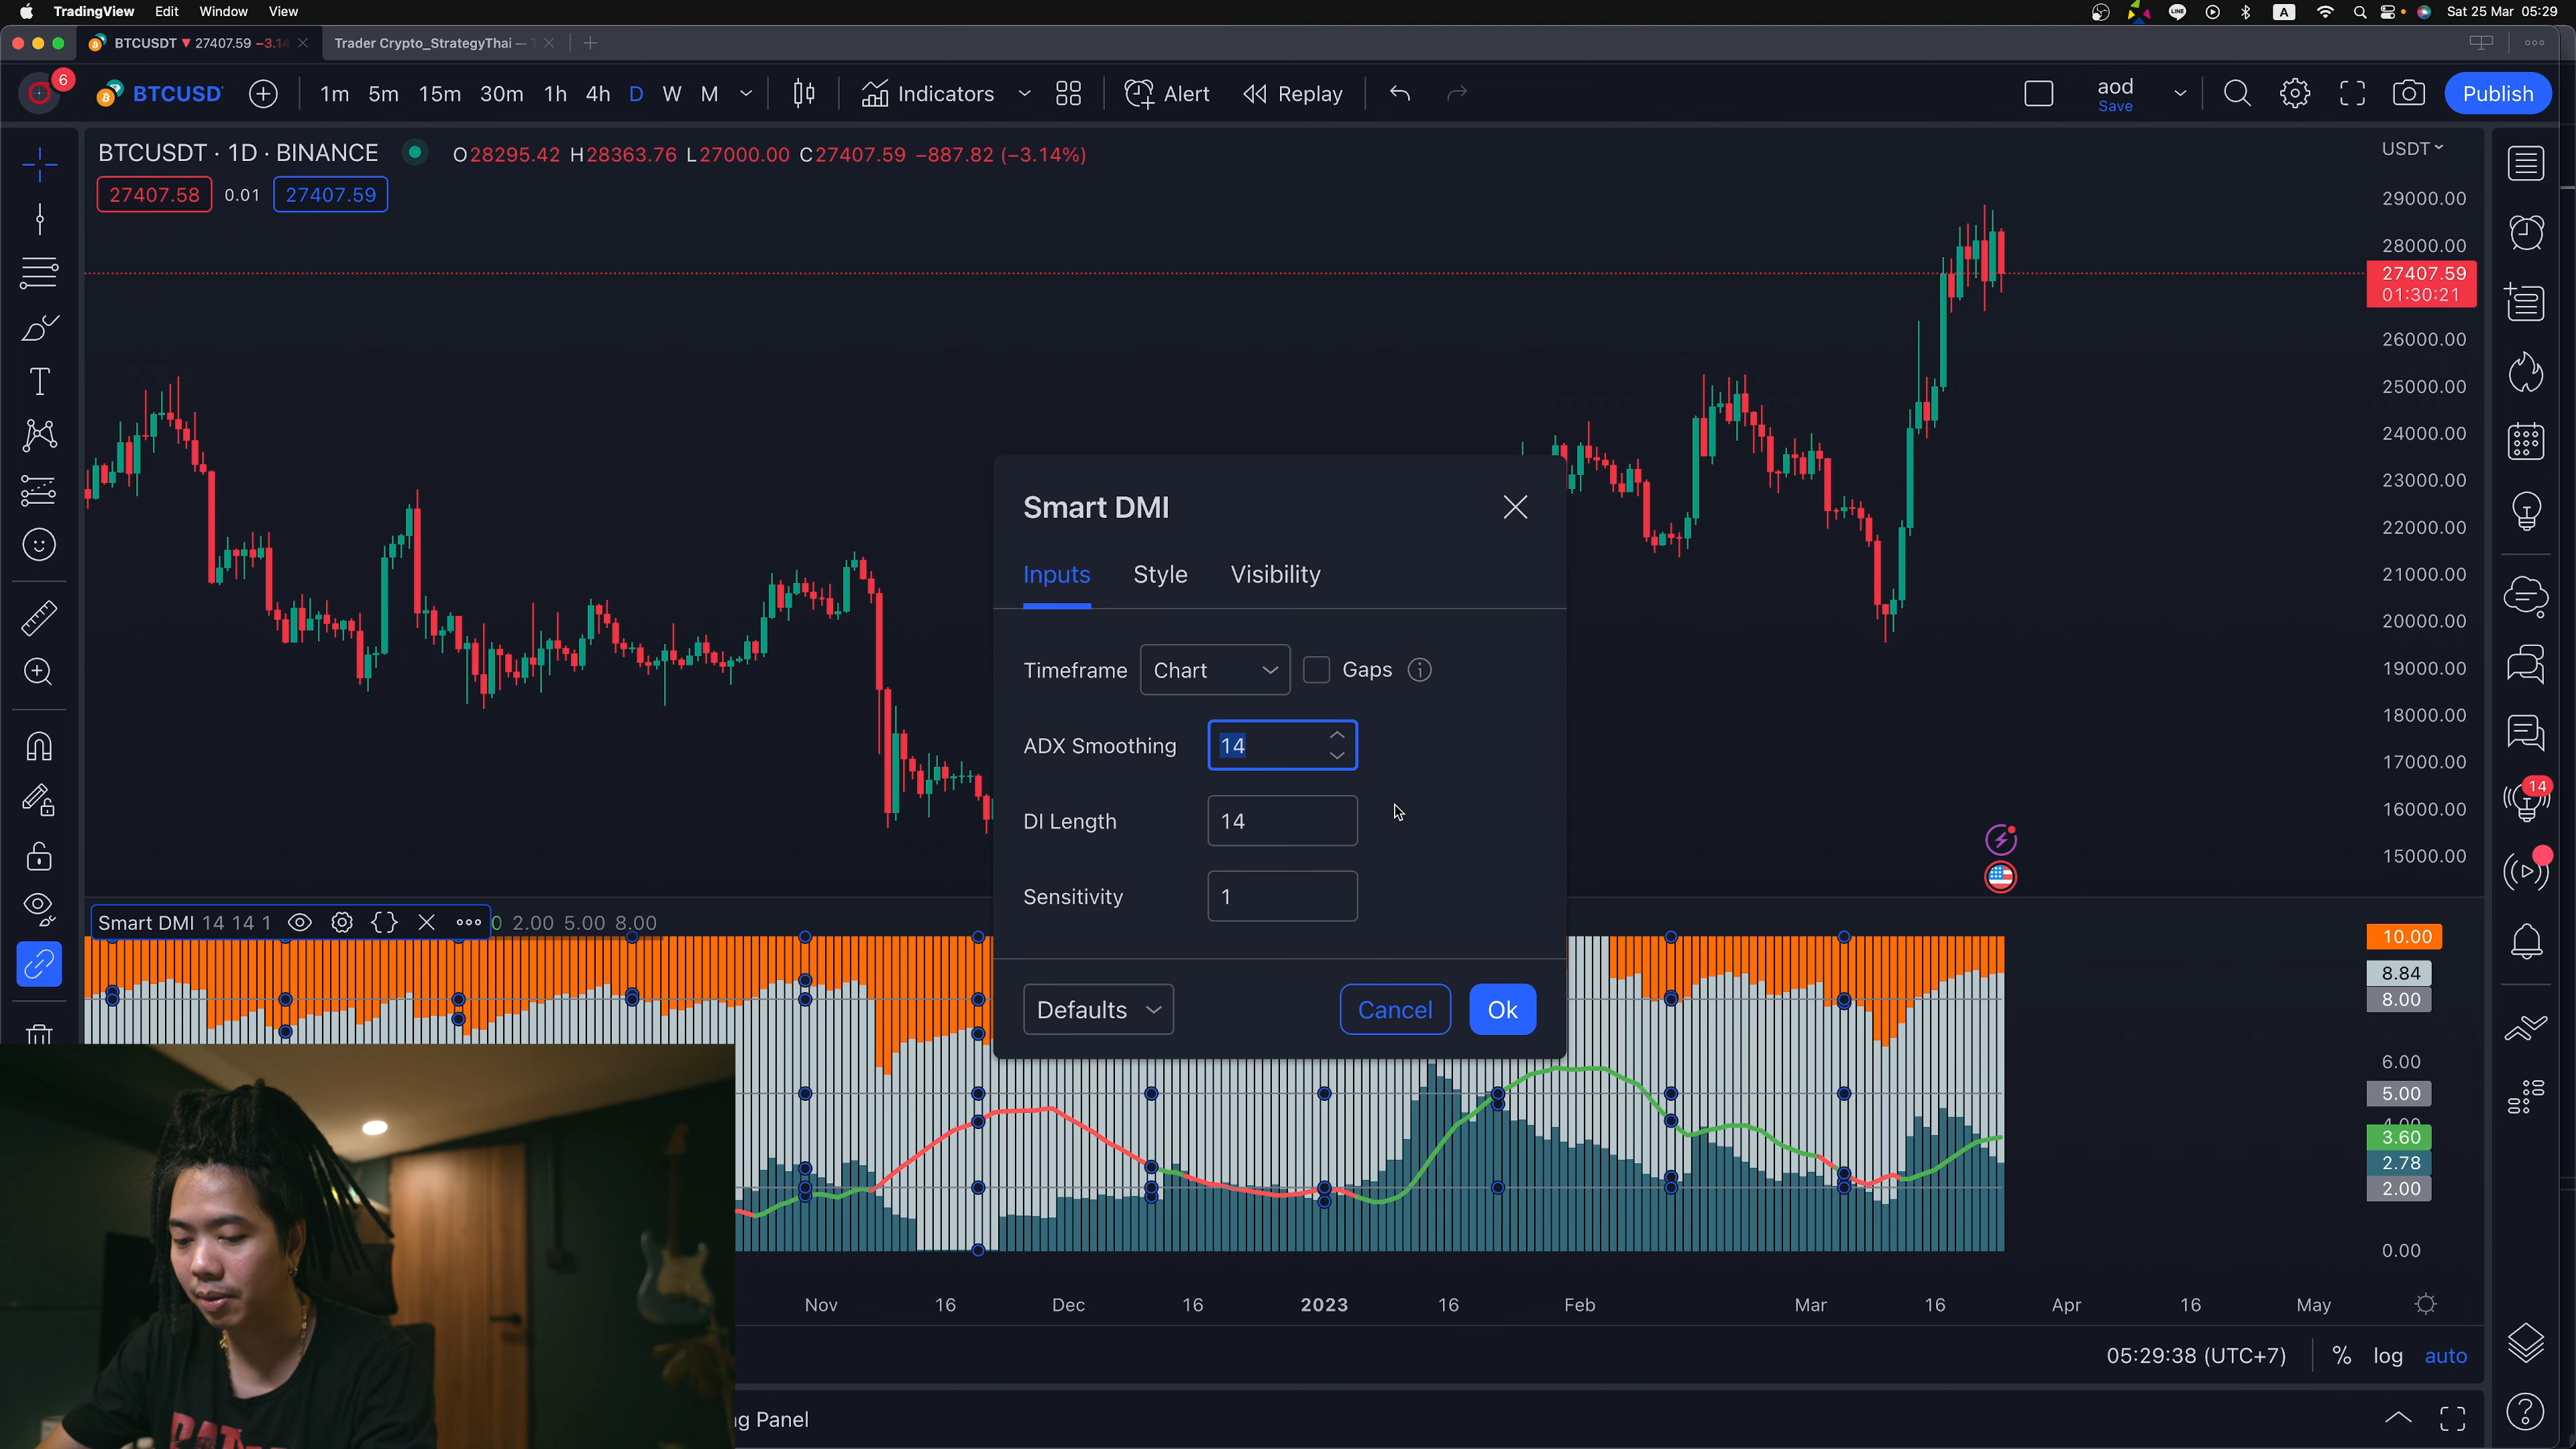 TradingView Edit Window View
A Sat 25 Mar 05:29
BTCUSDT ▼ 27407.59 −3.14
Trader Crypto_StrategyThai —
6
BTCUSD
1m 5m 15m 30m 1h 4h D W M
Indicators
Alert
Replay
aod
Save
Publish
BTCUSDT · 1D · BINANCE
O28295.42 H28363.76 L27000.00 C27407.59 −887.82 (−3.14%)
27407.58 0.01 27407.59
USDT
29000.00
28000.00
27407.59
01:30:21
26000.00
25000.00
24000.00
23000.00
22000.00
21000.00
20000.00
19000.00
18000.00
17000.00
16000.00
15000.00
14
Smart DMI
Inputs Style Visibility
Timeframe Chart Gaps
ADX Smoothing 14
DI Length 14
Sensitivity 1
Defaults Cancel Ok
Smart DMI 14 14 1 0 2.00 5.00 8.00
10.00
8.84
8.00
6.00
5.00
4.00
3.60
2.78
2.00
0.00
Nov 16 Dec 16 2023 16 Feb Mar 16 Apr 16 May
05:29:38 (UTC+7) % log auto
g Panel